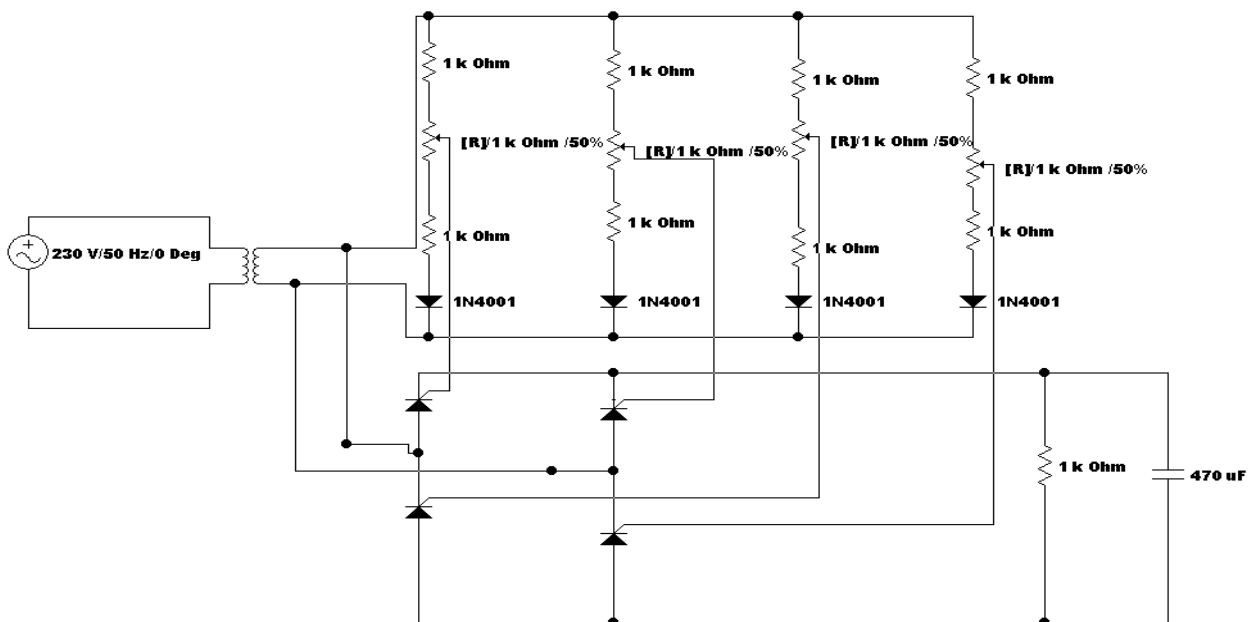 1 k Ohm
1 k Ohm
1 k Ohm
1 k Ohm
[R]/1 k Ohm /50%
[R]/1 k Ohm /50%
[R]/1 k Ohm /50%
[R]/1 k Ohm /50%
1 k Ohm
1 k Ohm
1 k Ohm
1 k Ohm
230 V/50 Hz/0 Deg
1N4001
1N4001
1N4001
1N4001
1 k Ohm
470 uF